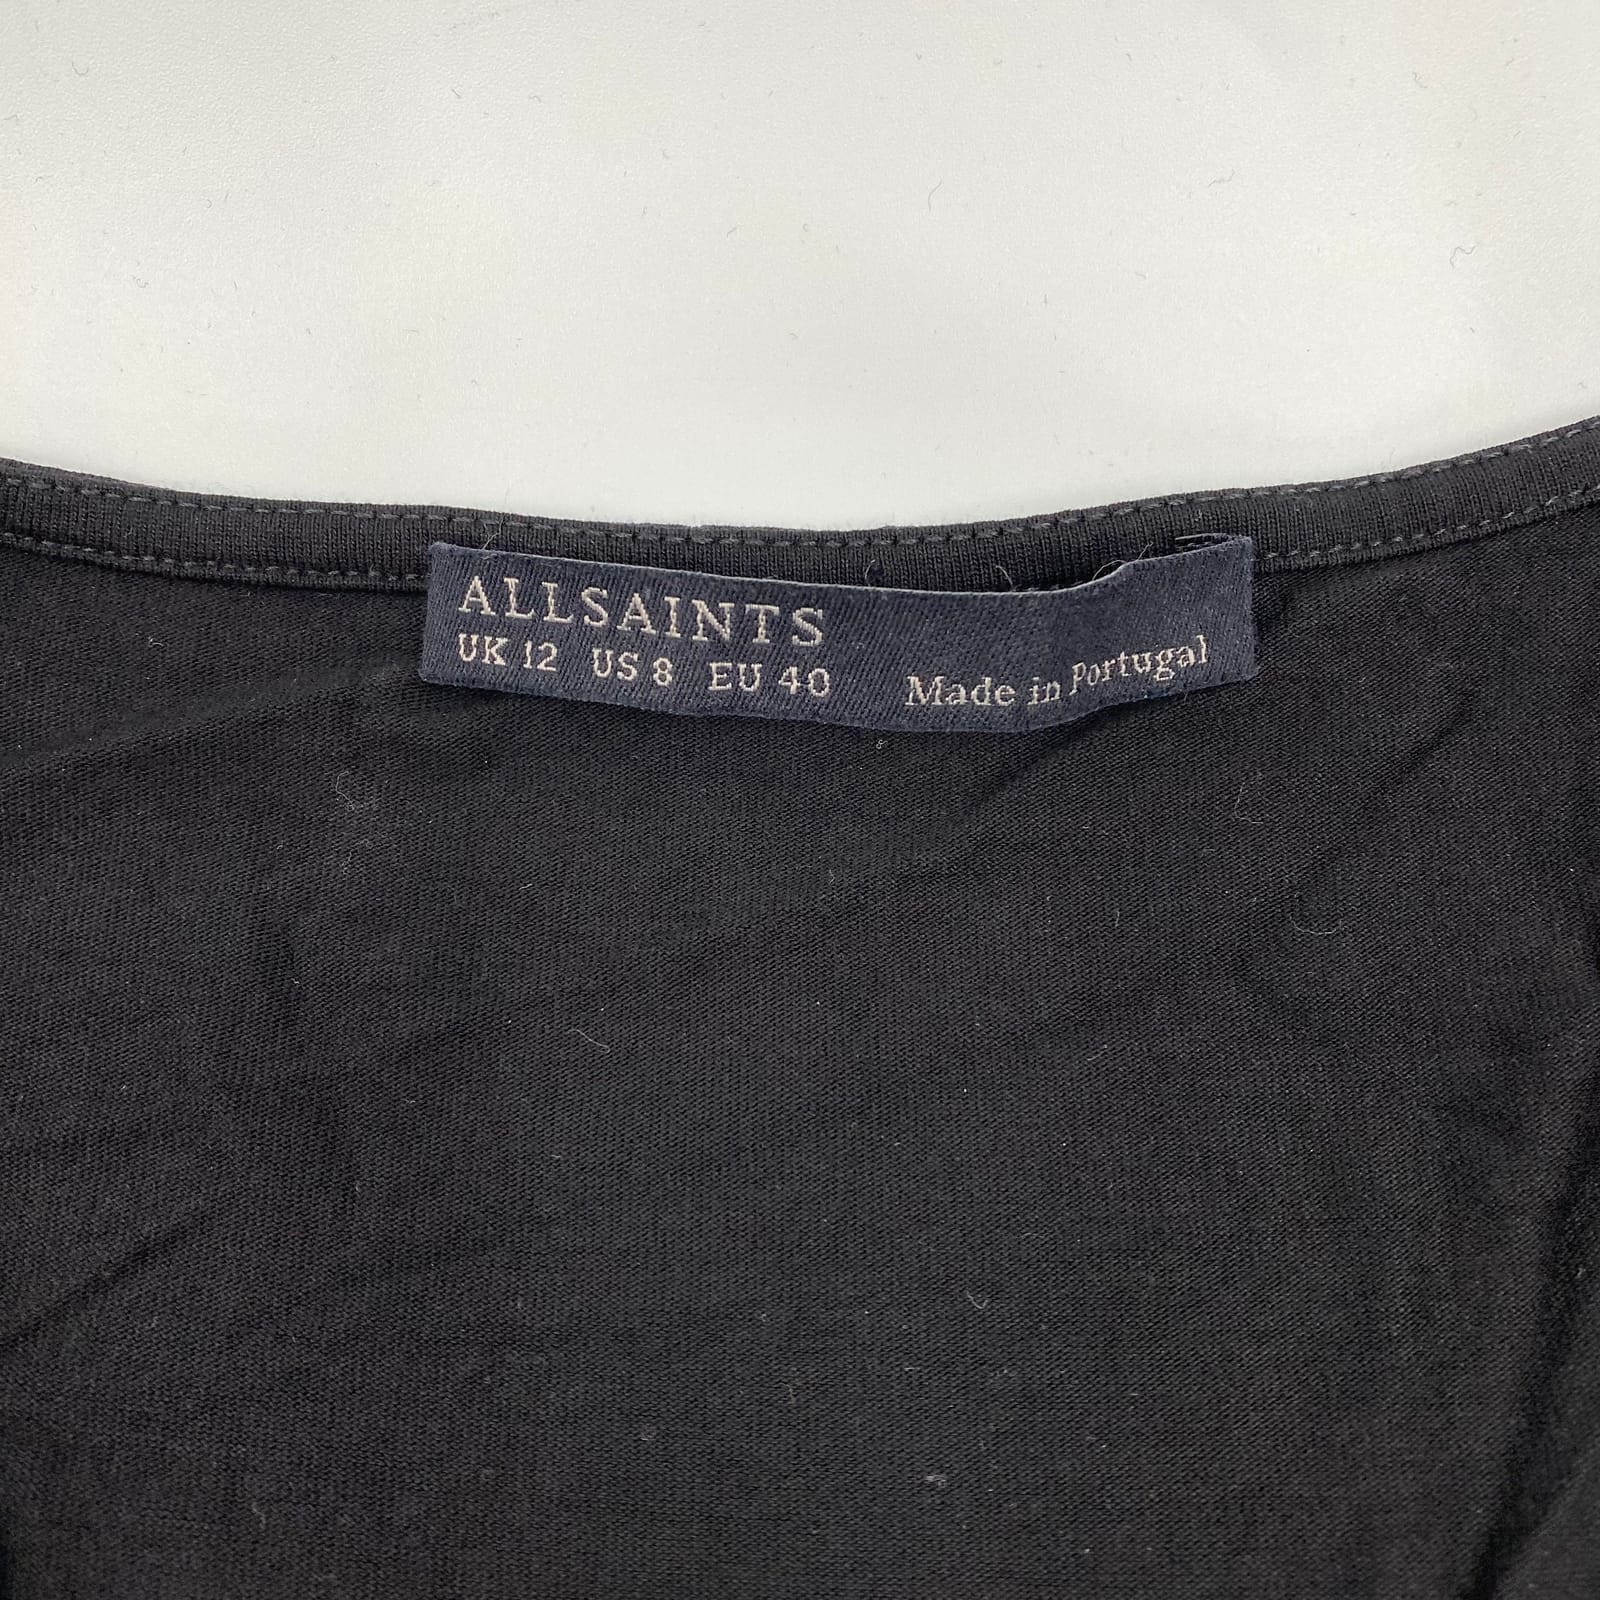 ALLSAINTS
UK 12 US 8 EU 40 Made in Portugal